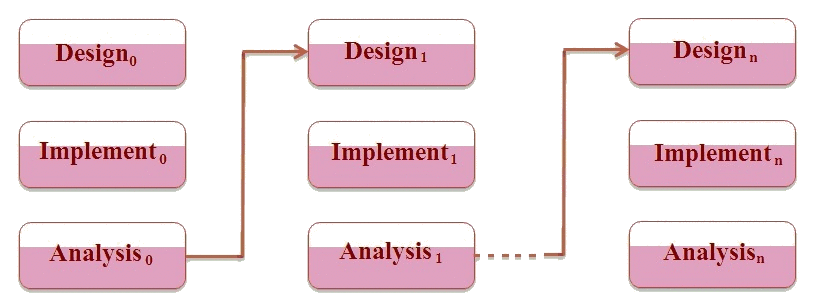 Design₀
Implement₀
Analysis₀
Design₁
Implement₁
Analysis₁
Designₙ
Implementₙ
Analysisₙ